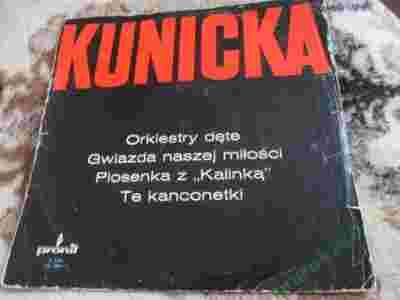 KUNICKA
Orkiestry dęte
Gwiazda naszej miłości
Piosenka z „Kalinką”
Te kanconetki
pronit